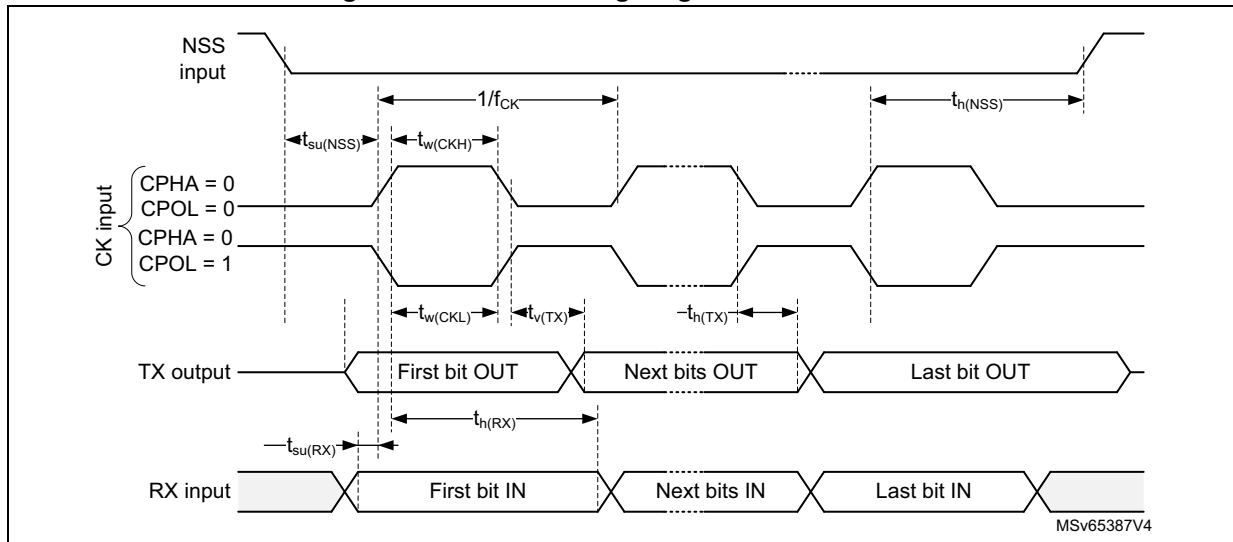 NSS
input
1/fCK
th(NSS)
tsu(NSS)
tw(CKH)
CK input
CPHA = 0
CPOL = 0
CPHA = 0
CPOL = 1
tw(CKL)
tv(TX)
th(TX)
TX output
First bit OUT
Next bits OUT
Last bit OUT
th(RX)
tsu(RX)
RX input
First bit IN
Next bits IN
Last bit IN
MSv65387V4